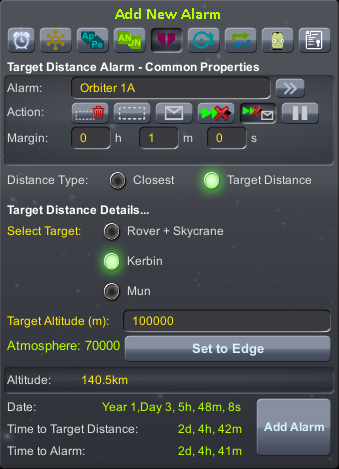 Add New Alarm
Ap Pe AN DN
Target Distance Alarm - Common Properties
Alarm: Orbiter 1A
Action:
Margin: 0 h 1 m 0 s
Distance Type: Closest Target Distance
Target Distance Details...
Select Target: Rover + Skycrane
Kerbin
Mun
Target Altitude (m): 100000
Atmosphere: 70000 Set to Edge
Altitude: 140.5km
Date: Year 1,Day 3, 5h, 48m, 8s
Time to Target Distance: 2d, 4h, 42m
Time to Alarm: 2d, 4h, 41m
Add Alarm